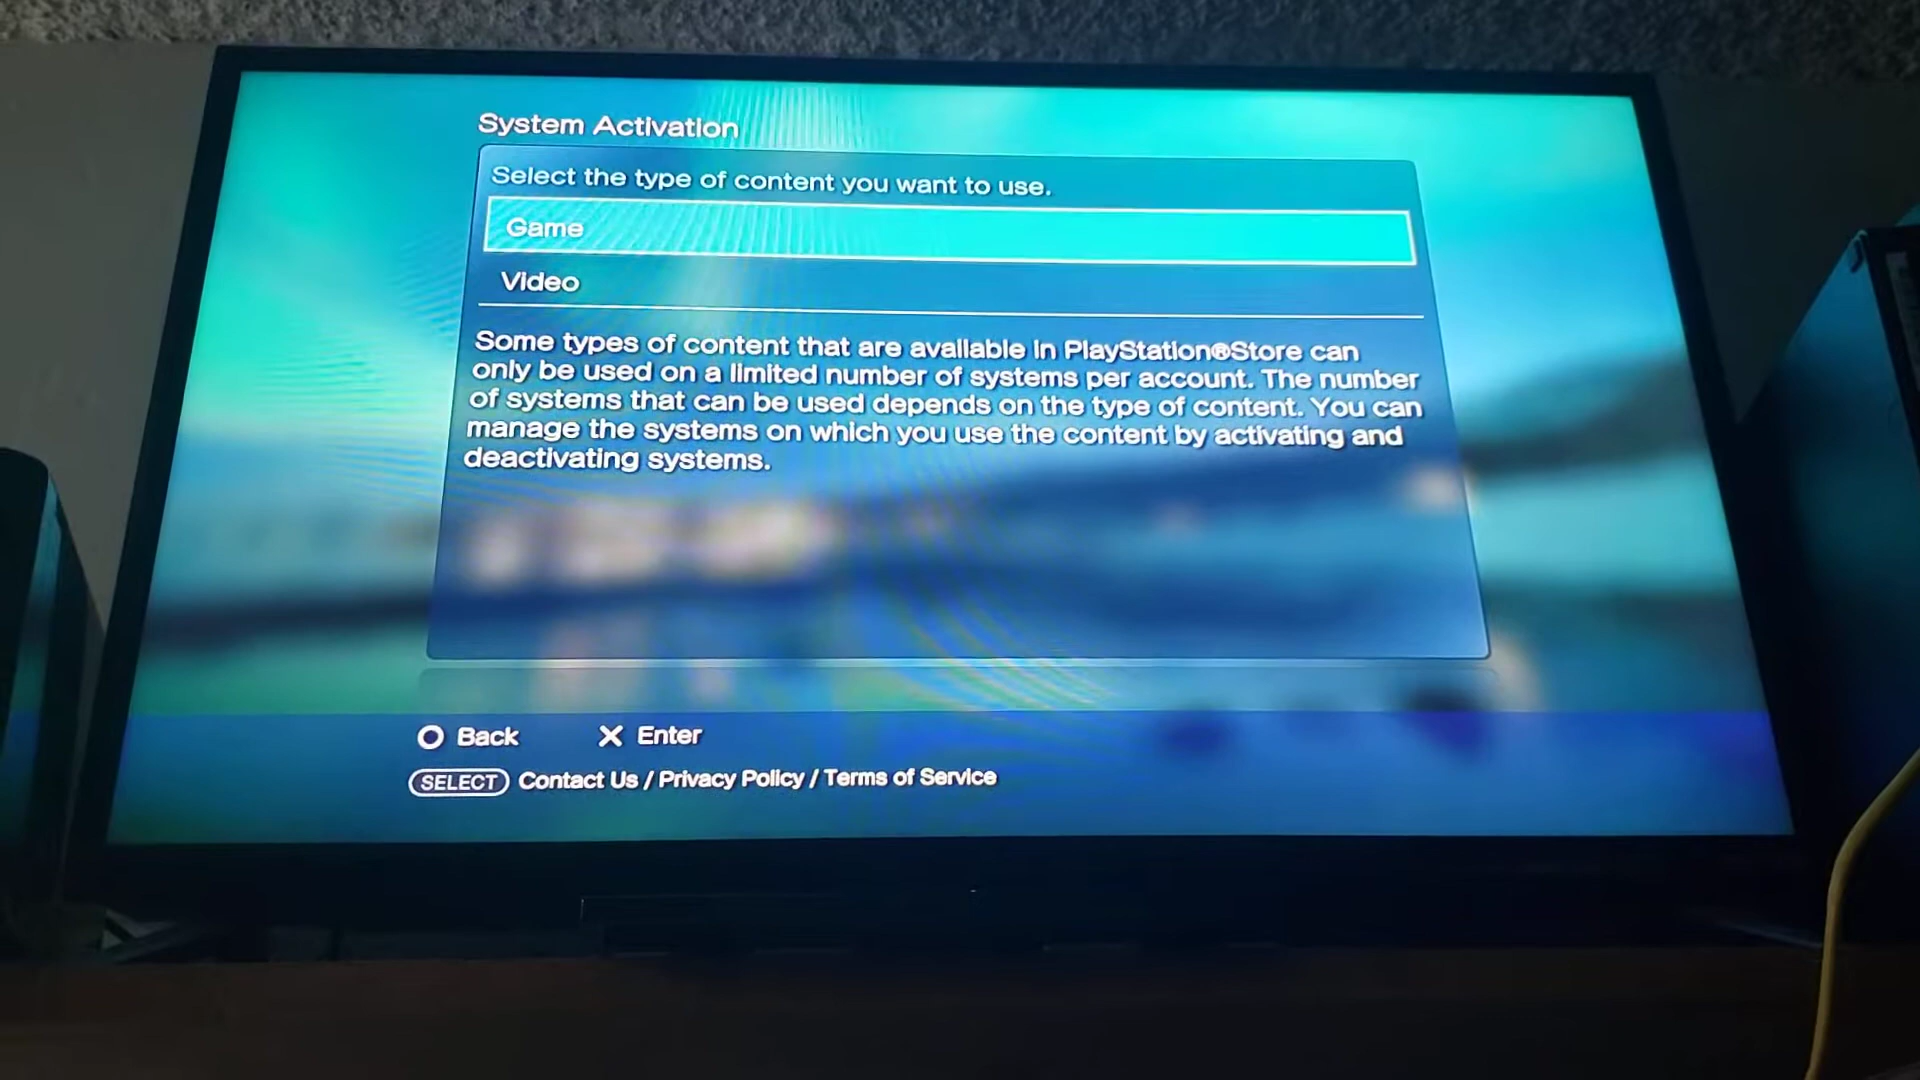 System Activation
Select the type of content you want to use.
Game
Video
Some types of content that are available in PlayStation®Store can
only be used on a limited number of systems per account. The number
of systems that can be used depends on the type of content. You can
manage the systems on which you use the content by activating and
deactivating systems.
Back Enter
SELECT Contact Us / Privacy Policy / Terms of Service